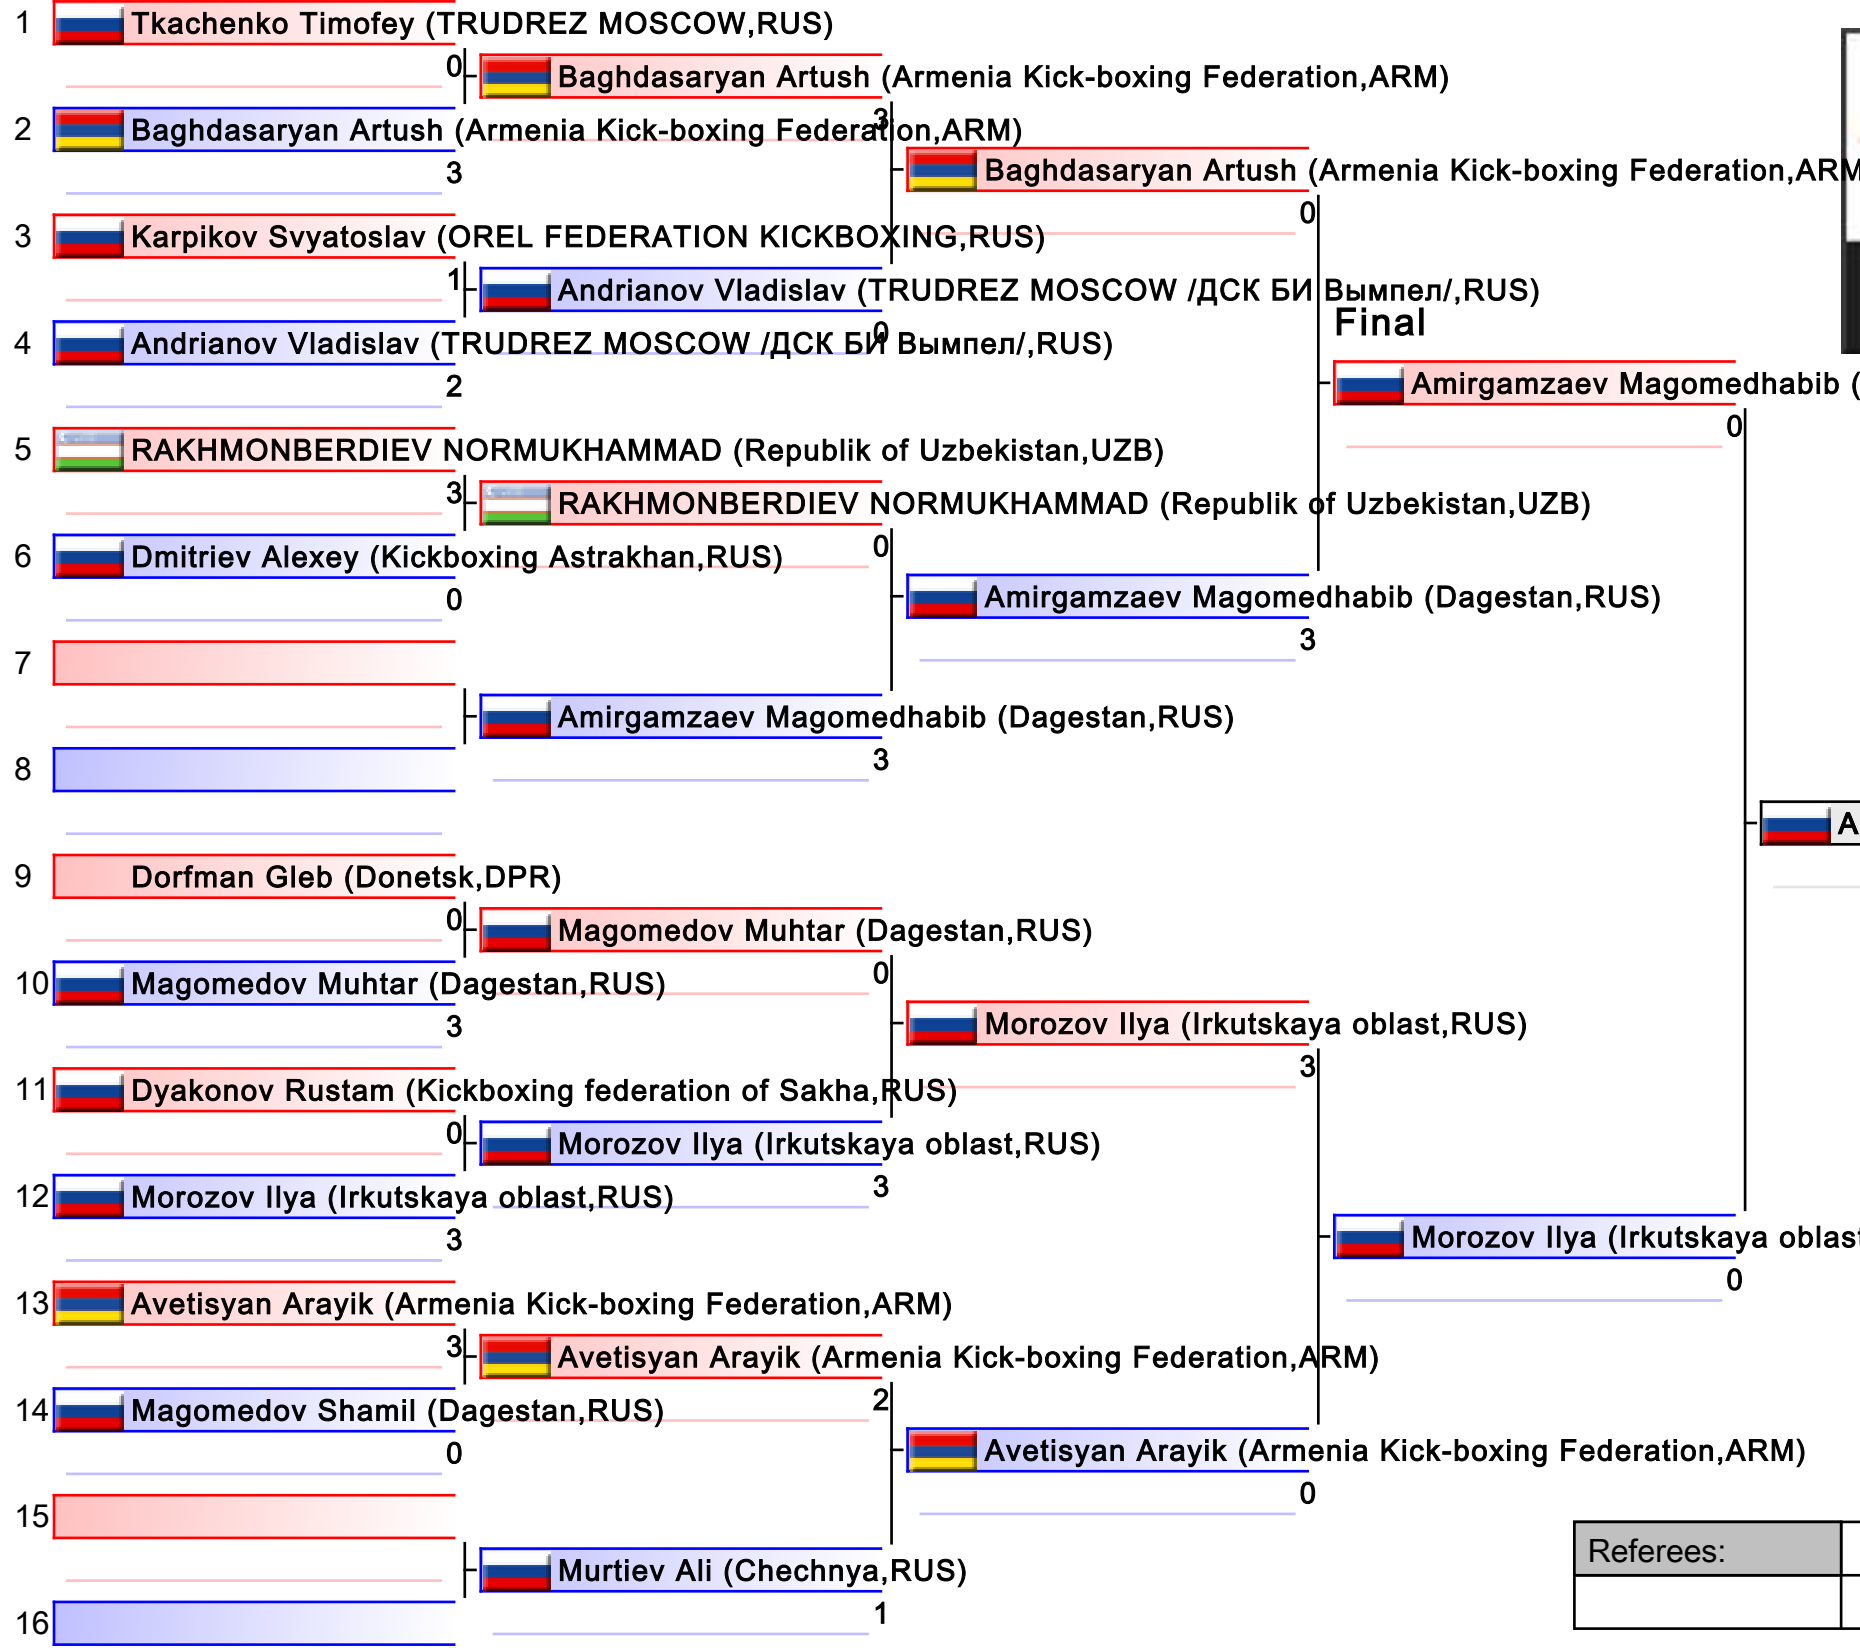 1 Tkachenko Timofey (TRUDREZ MOSCOW,RUS)
0
Baghdasaryan Artush (Armenia Kick-boxing Federation,ARM)
3
2 Baghdasaryan Artush (Armenia Kick-boxing Federation,ARM)
3
Baghdasaryan Artush (Armenia Kick-boxing Federation,ARM
0
3 Karpikov Svyatoslav (OREL FEDERATION KICKBOXING,RUS)
1
Andrianov Vladislav (TRUDREZ MOSCOW /ДСК БИ Вымпел/,RUS)
0
Final
4 Andrianov Vladislav (TRUDREZ MOSCOW /ДСК БИ Вымпел/,RUS)
2
Amirgamzaev Magomedhabib (
0
5 RAKHMONBERDIEV NORMUKHAMMAD (Republik of Uzbekistan,UZB)
3
RAKHMONBERDIEV NORMUKHAMMAD (Republik of Uzbekistan,UZB)
0
6 Dmitriev Alexey (Kickboxing Astrakhan,RUS)
0
Amirgamzaev Magomedhabib (Dagestan,RUS)
3
7
Amirgamzaev Magomedhabib (Dagestan,RUS)
3
8
A
9 Dorfman Gleb (Donetsk,DPR)
0
Magomedov Muhtar (Dagestan,RUS)
0
10 Magomedov Muhtar (Dagestan,RUS)
3
Morozov Ilya (Irkutskaya oblast,RUS)
3
11 Dyakonov Rustam (Kickboxing federation of Sakha,RUS)
0
Morozov Ilya (Irkutskaya oblast,RUS)
3
12 Morozov Ilya (Irkutskaya oblast,RUS)
3
Morozov Ilya (Irkutskaya oblast
0
13 Avetisyan Arayik (Armenia Kick-boxing Federation,ARM)
3
Avetisyan Arayik (Armenia Kick-boxing Federation,ARM)
2
14 Magomedov Shamil (Dagestan,RUS)
0
Avetisyan Arayik (Armenia Kick-boxing Federation,ARM)
0
15
Murtiev Ali (Chechnya,RUS)
1
16
Referees: